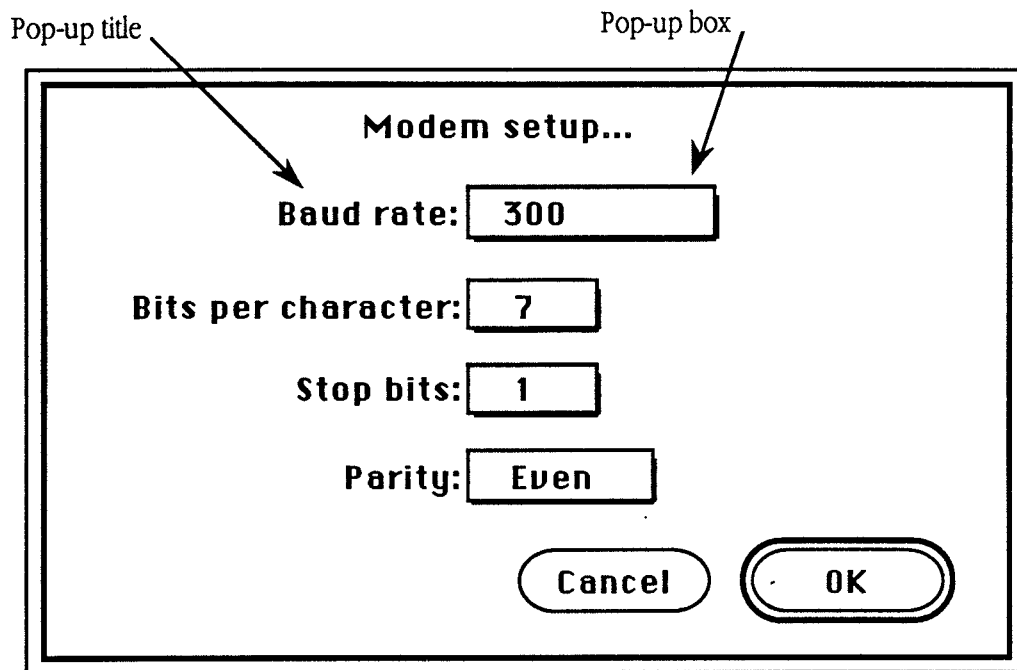 Pop-up title
Pop-up box
Modem setup...
Baud rate: 300
Bits per character: 7
Stop bits: 1
Parity: Even
Cancel
OK